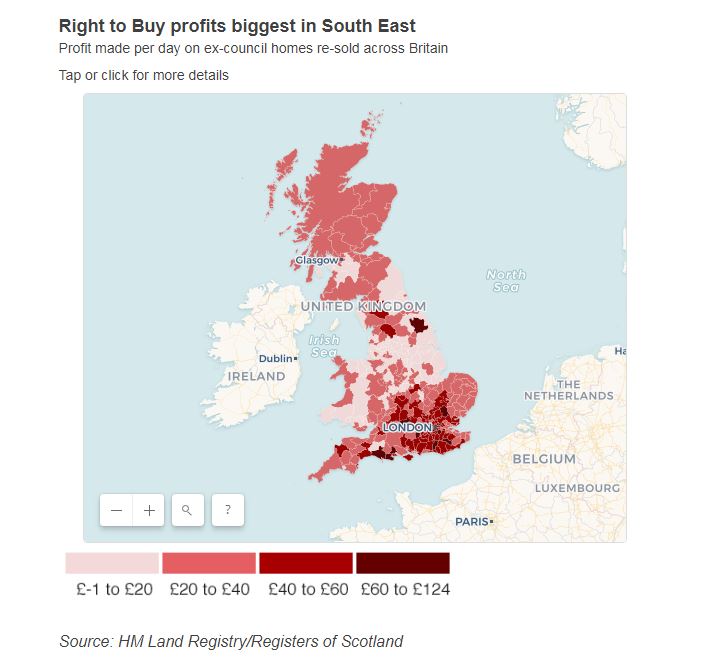 Right to Buy profits biggest in South East
Profit made per day on ex-council homes re-sold across Britain
Tap or click for more details
Glasgow
North
Sea
UNITED KINGDOM
Irish
Sea
Dublin
IRELAND
Ha
THE
NETHERLANDS
LONDON
BELGIUM
LUXEMBOURG
PARIS
− + ?
£-1 to £20 £20 to £40 £40 to £60 £60 to £124
Source: HM Land Registry/Registers of Scotland